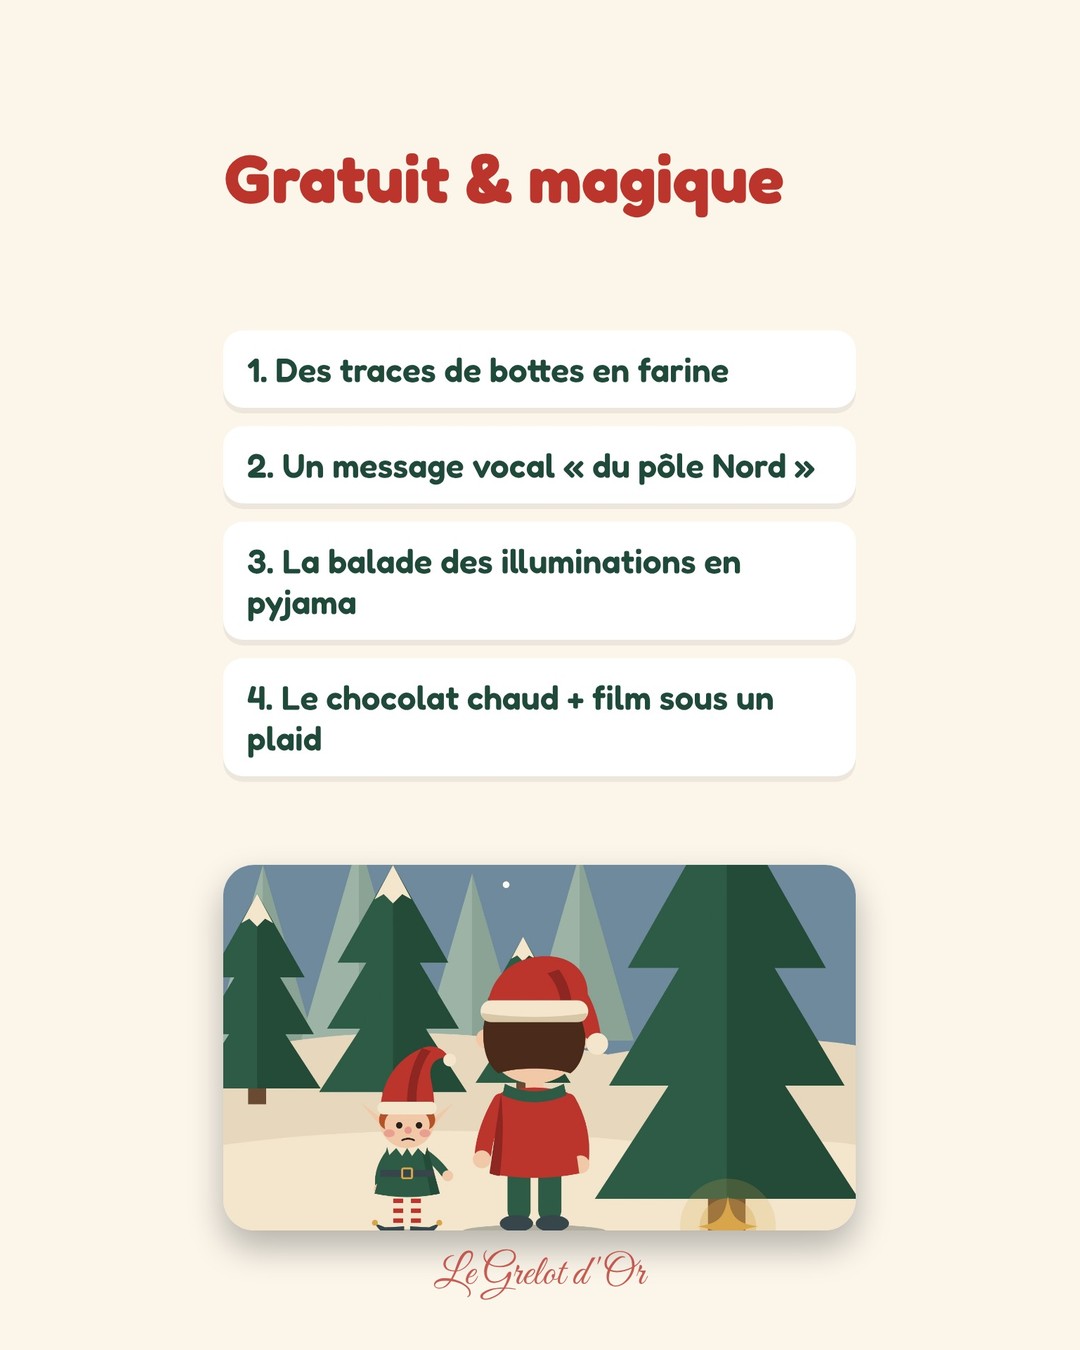 Gratuit & magique
1. Des traces de bottes en farine
2. Un message vocal « du pôle Nord »
3. La balade des illuminations en
pyjama
4. Le chocolat chaud + film sous un
plaid
Le Grelot d'Or